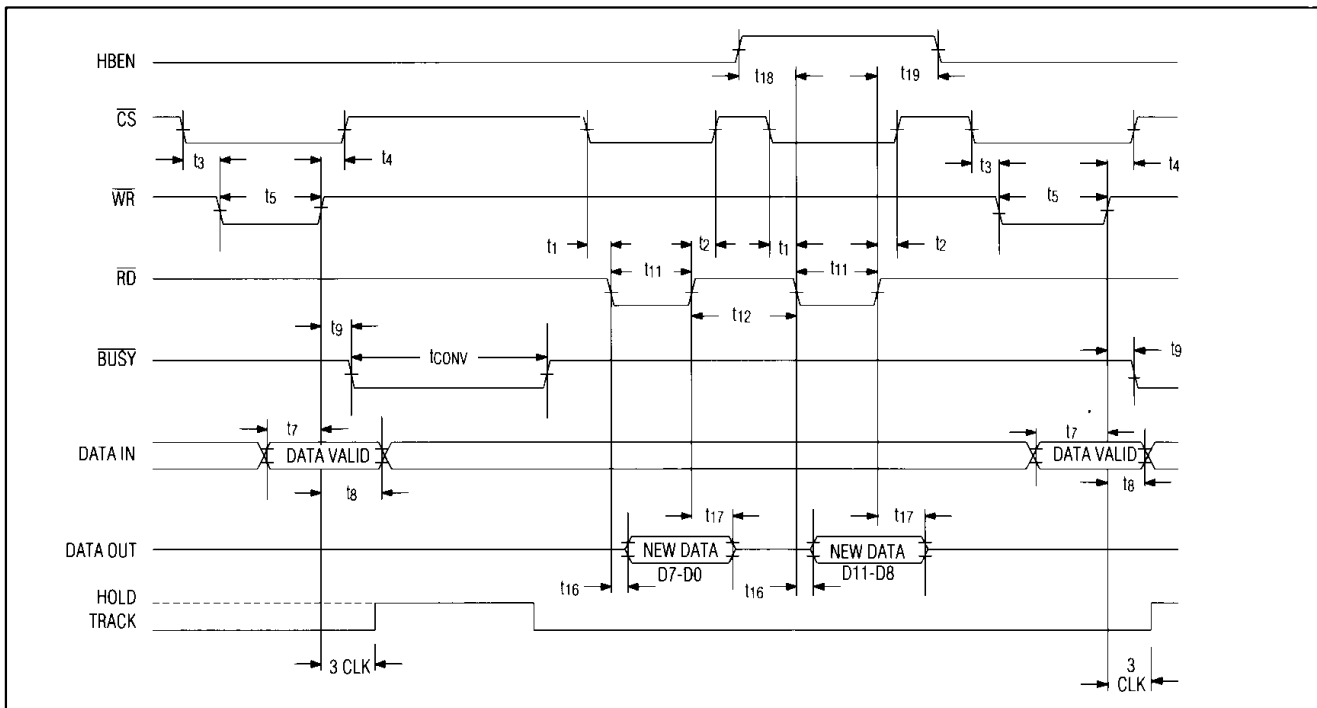 HBEN
t18 t19
CS
t3 t4 t3 t4
WR
t5 t5
t1 t2 t1 t2
RD
t11 t11
t12
t9 tCONV t9
BUSY
t7 t7
DATA IN DATA VALID DATA VALID
t8 t8
t17 t17
DATA OUT NEW DATA NEW DATA
D7-D0 D11-D8
t16 t16
HOLD
TRACK
3 CLK 3
CLK